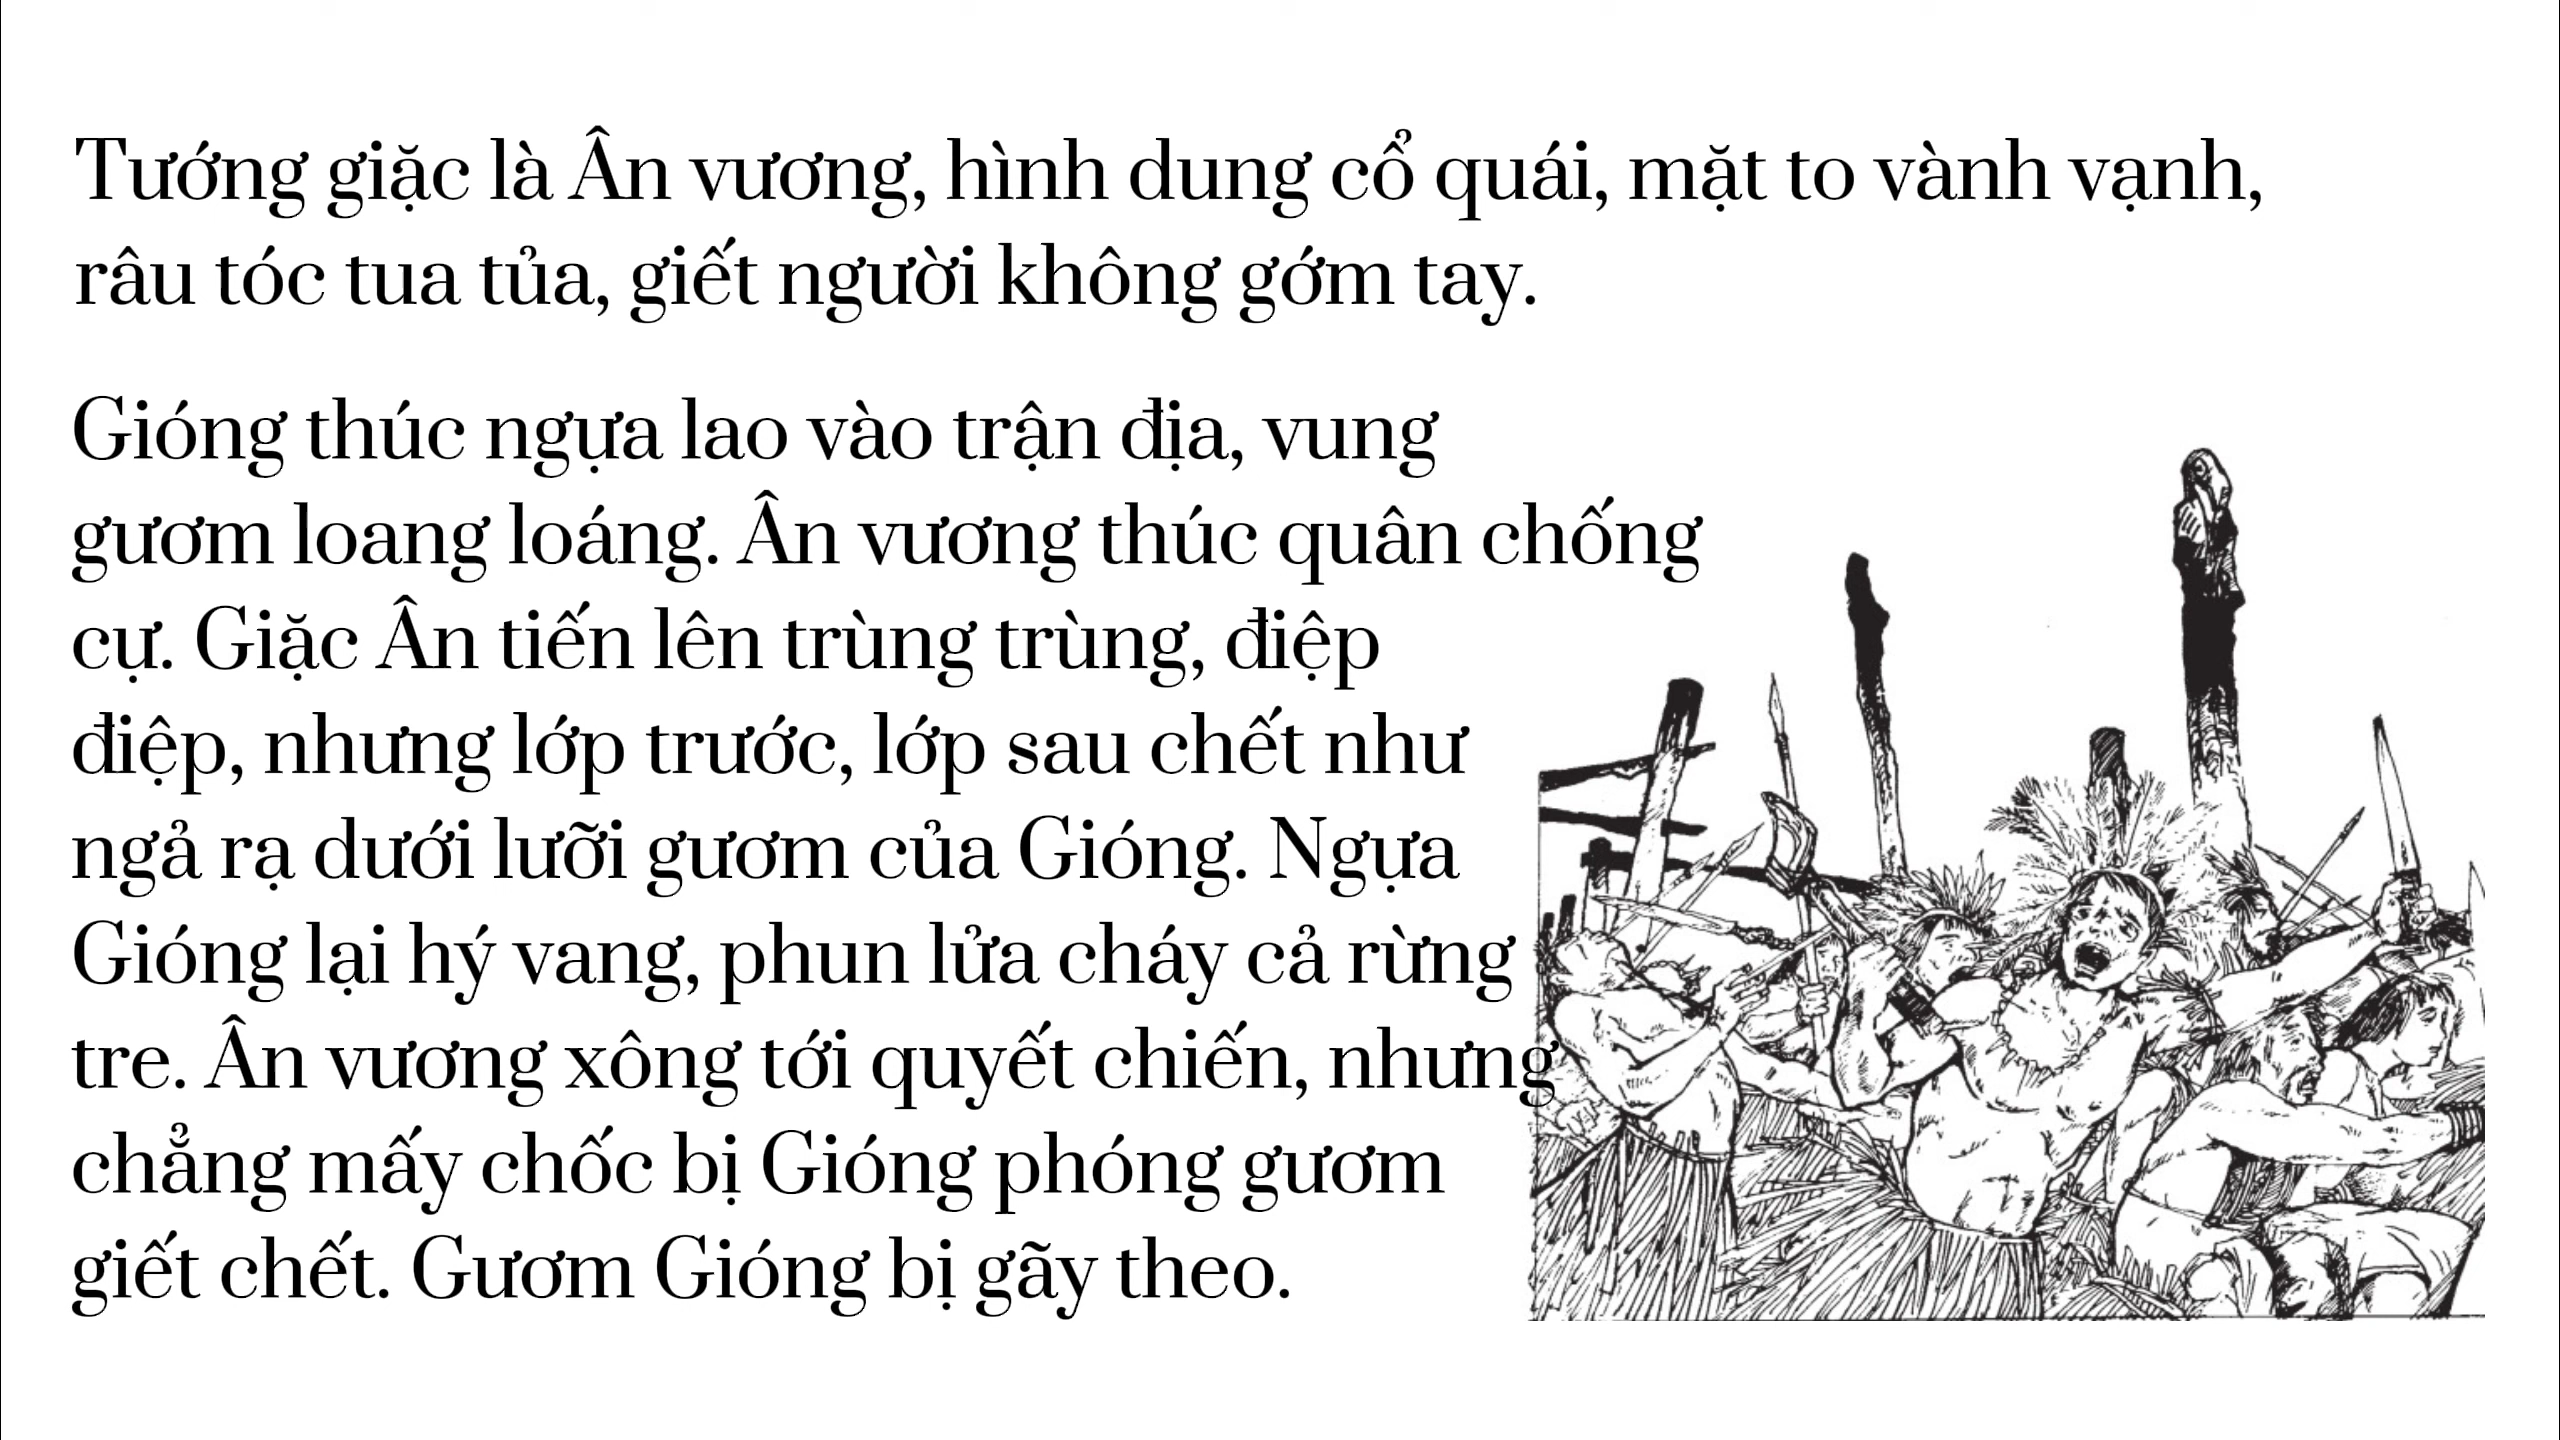 Tướng giặc là Ân vương, hình dung cổ quái, mặt to vành vạnh,
râu tóc tua tủa, giết người không gớm tay.
Gióng thúc ngựa lao vào trận địa, vung
gươm loang loáng. Ân vương thúc quân chống
cự. Giặc Ân tiến lên trùng trùng, điệp
điệp, nhưng lớp trước, lớp sau chết như
ngả rạ dưới lưỡi gươm của Gióng. Ngựa
Gióng lại hý vang, phun lửa cháy cả rừng
tre. Ân vương xông tới quyết chiến, nhưng
chẳng mấy chốc bị Gióng phóng gươm
giết chết. Gươm Gióng bị gãy theo.